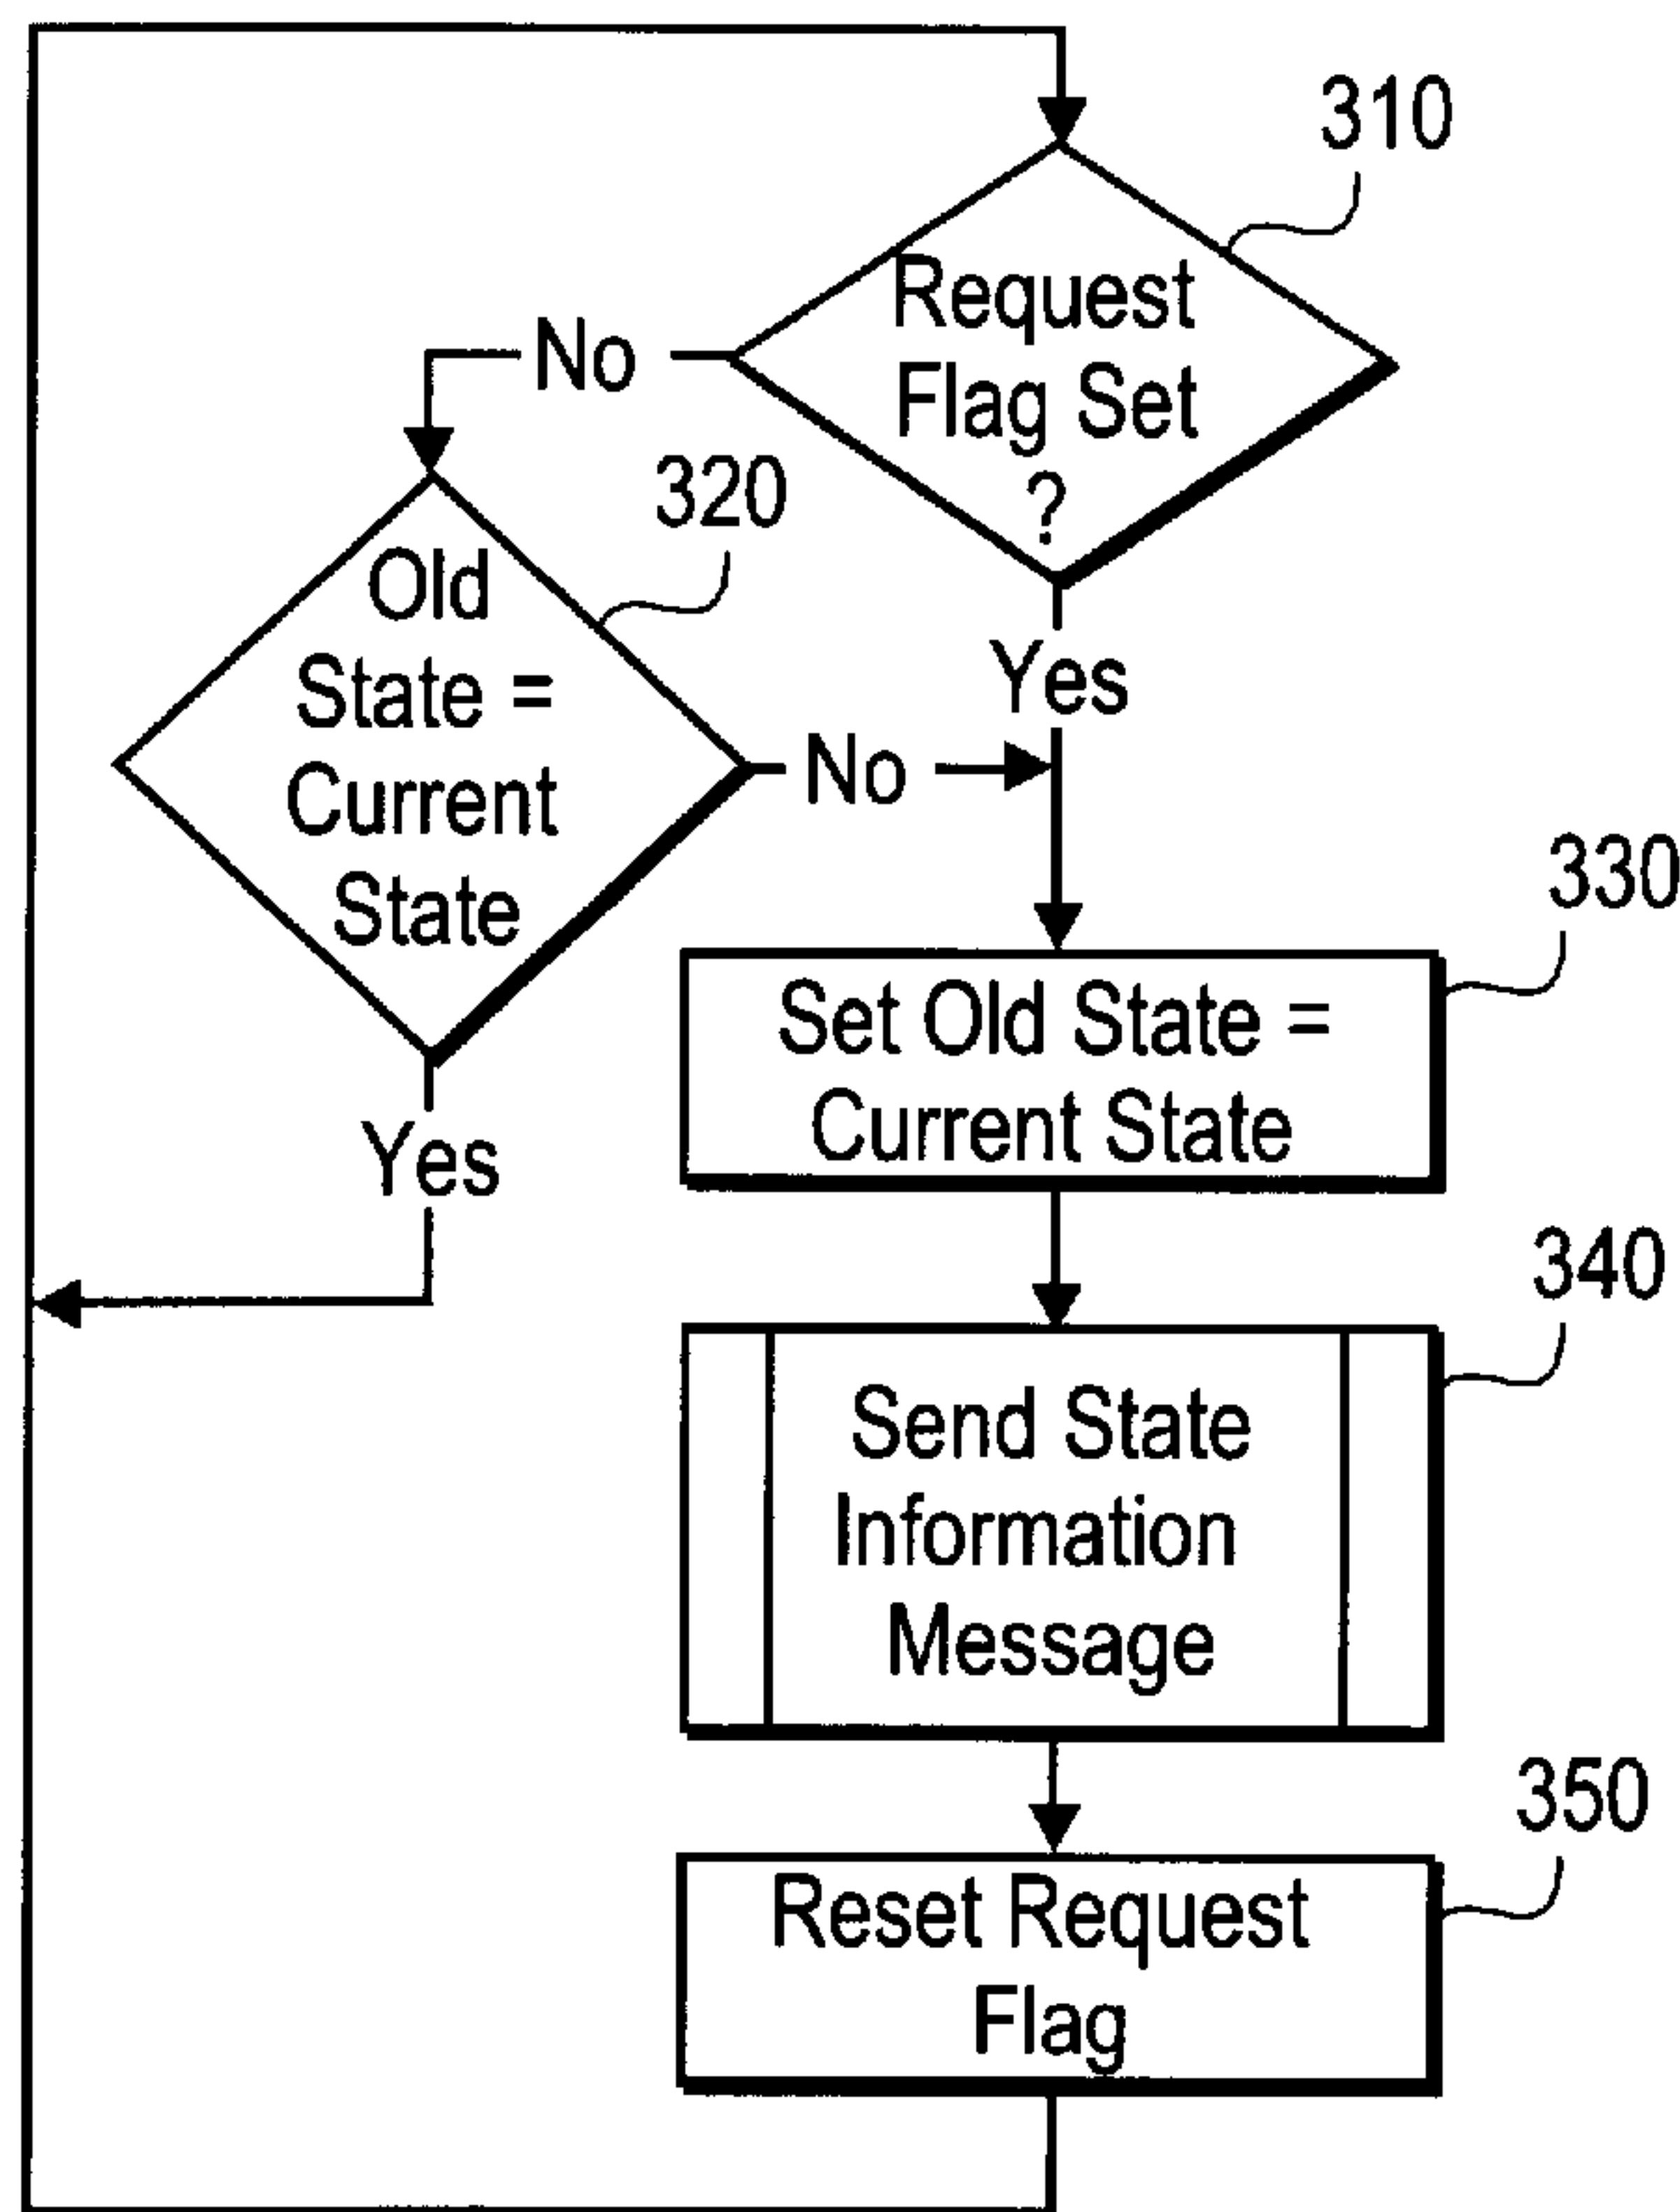 310
Request
Flag Set
?
No
Yes
320
Old
State =
Current
State
No
Yes
330
Set Old State =
Current State
340
Send State
Information
Message
350
Reset Request
Flag